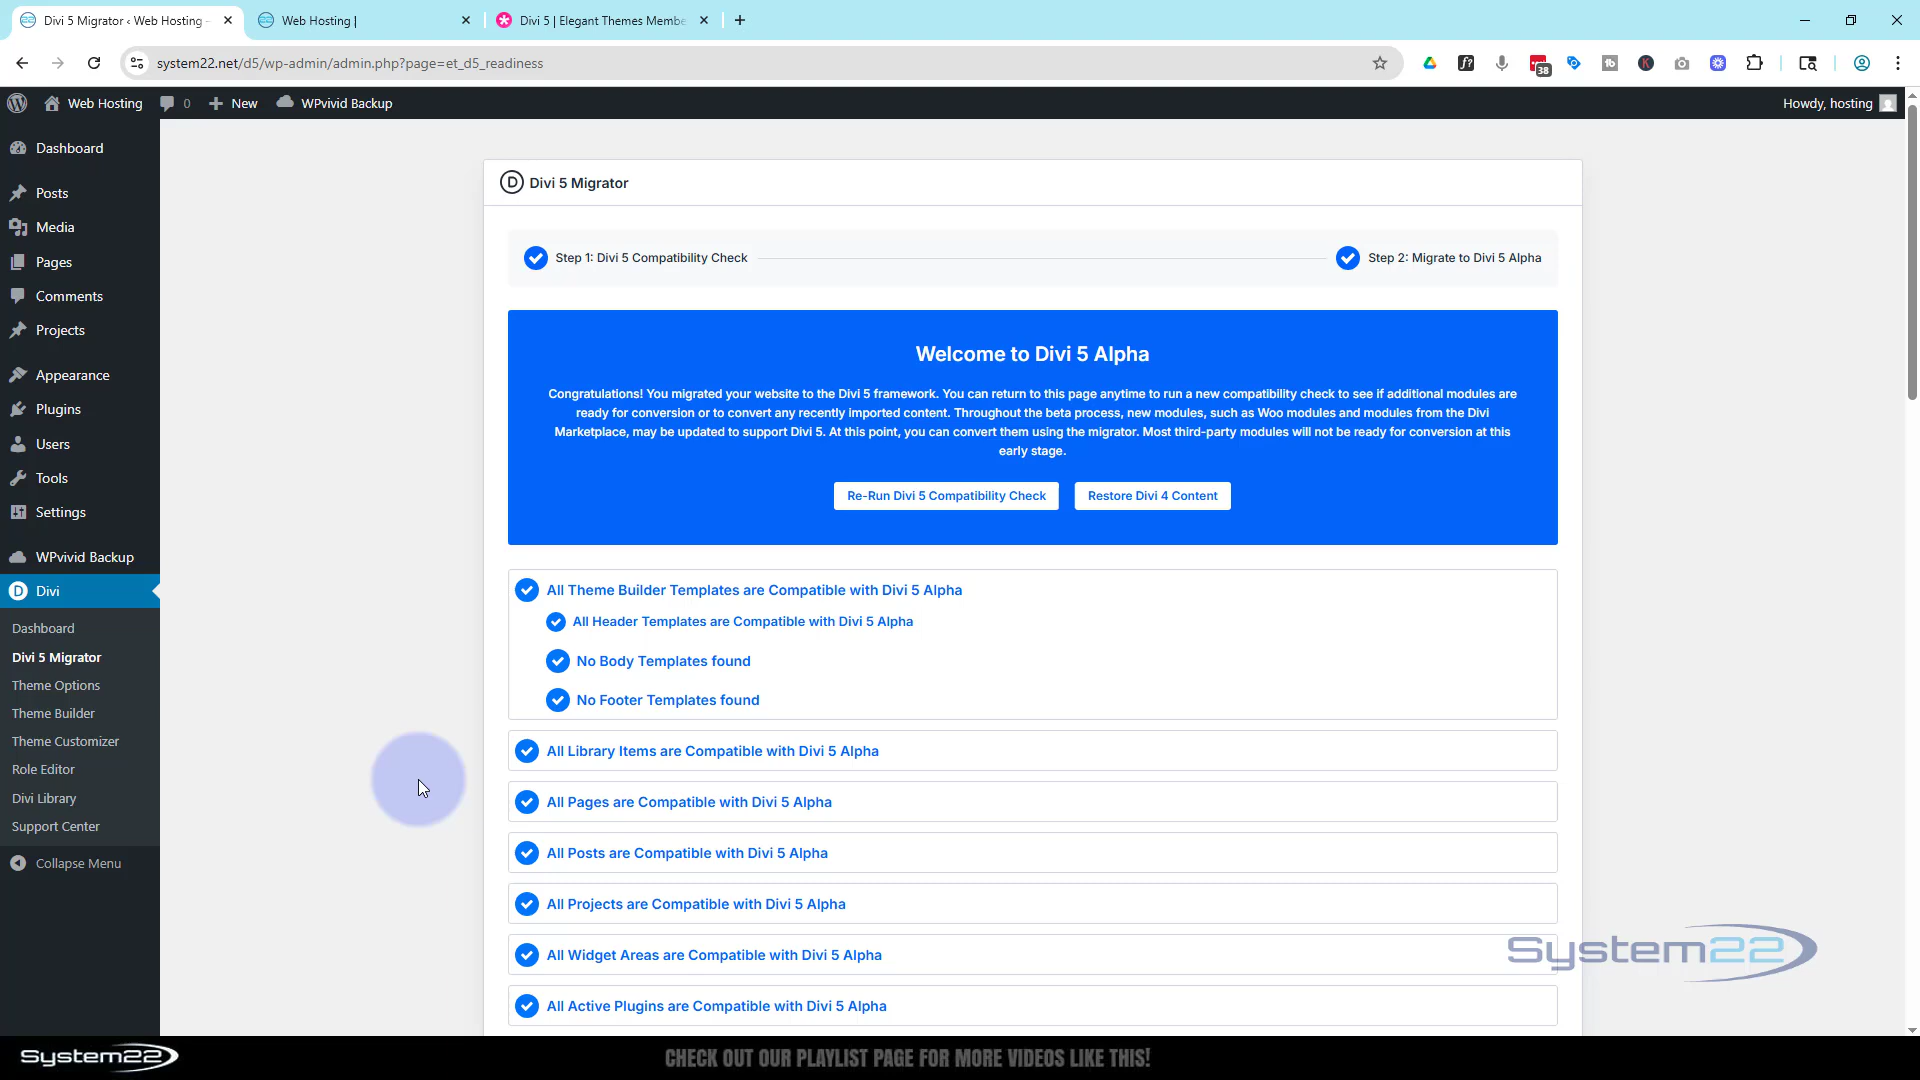 Divi 5 Migrator ‹ Web Hosting –
Web Hosting |
Divi 5 | Elegant Themes Membe
system22.net/d5/wp-admin/admin.php?page=et_d5_readiness
38
Web Hosting
0
New
WPvivid Backup
Howdy, hosting
Dashboard
Posts
Media
Pages
Comments
Projects
Appearance
Plugins
Users
Tools
Settings
WPvivid Backup
Divi
Dashboard
Divi 5 Migrator
Theme Options
Theme Builder
Theme Customizer
Role Editor
Divi Library
Support Center
Collapse Menu
D Divi 5 Migrator
Step 1: Divi 5 Compatibility Check
Step 2: Migrate to Divi 5 Alpha
Welcome to Divi 5 Alpha
Congratulations! You migrated your website to the Divi 5 framework. You can return to this page anytime to run a new compatibility check to see if additional modules are
ready for conversion or to convert any recently imported content. Throughout the beta process, new modules, such as Woo modules and modules from the Divi
Marketplace, may be updated to support Divi 5. At this point, you can convert them using the migrator. Most third-party modules will not be ready for conversion at this
early stage.
Re-Run Divi 5 Compatibility Check
Restore Divi 4 Content
All Theme Builder Templates are Compatible with Divi 5 Alpha
All Header Templates are Compatible with Divi 5 Alpha
No Body Templates found
No Footer Templates found
All Library Items are Compatible with Divi 5 Alpha
All Pages are Compatible with Divi 5 Alpha
All Posts are Compatible with Divi 5 Alpha
All Projects are Compatible with Divi 5 Alpha
All Widget Areas are Compatible with Divi 5 Alpha
All Active Plugins are Compatible with Divi 5 Alpha
System22
System22
CHECK OUT OUR PLAYLIST PAGE FOR MORE VIDEOS LIKE THIS!